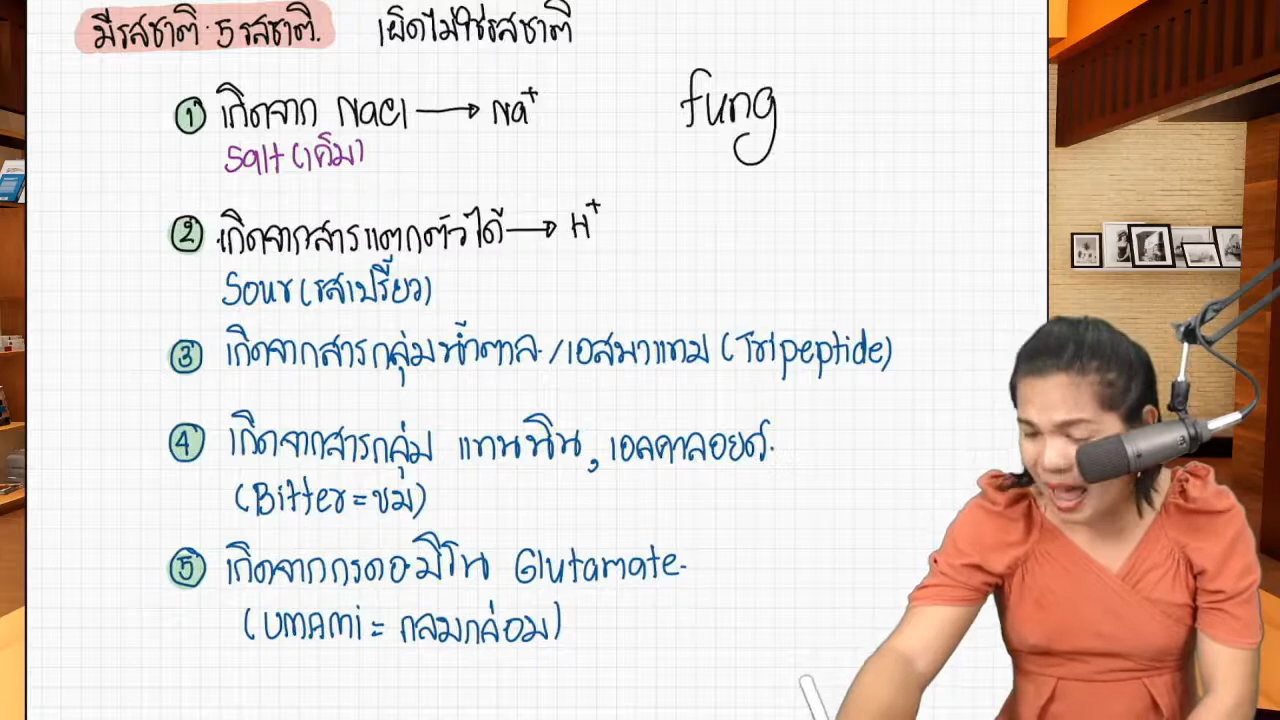 มีรสชาติ 5 รสชาติ. เผ็ดไม่ใช่รสชาติ
① เกิดจาก NaCl → Na⁺
fung
Salt (เค็ม)
② เกิดจากสารแตกตัวได้ → H⁺
Sour (รสเปรี้ยว)
③ เกิดจากสารกลุ่มน้ำตาล /เอสพาแทม (Tripeptide)
④ เกิดจากสารกลุ่ม แทนนิน, เอลคาลอยด์.
(Bitter = ขม)
⑤ เกิดจากกรดอะมิโน Glutamate.
(UMAMi = กลมกล่อม)